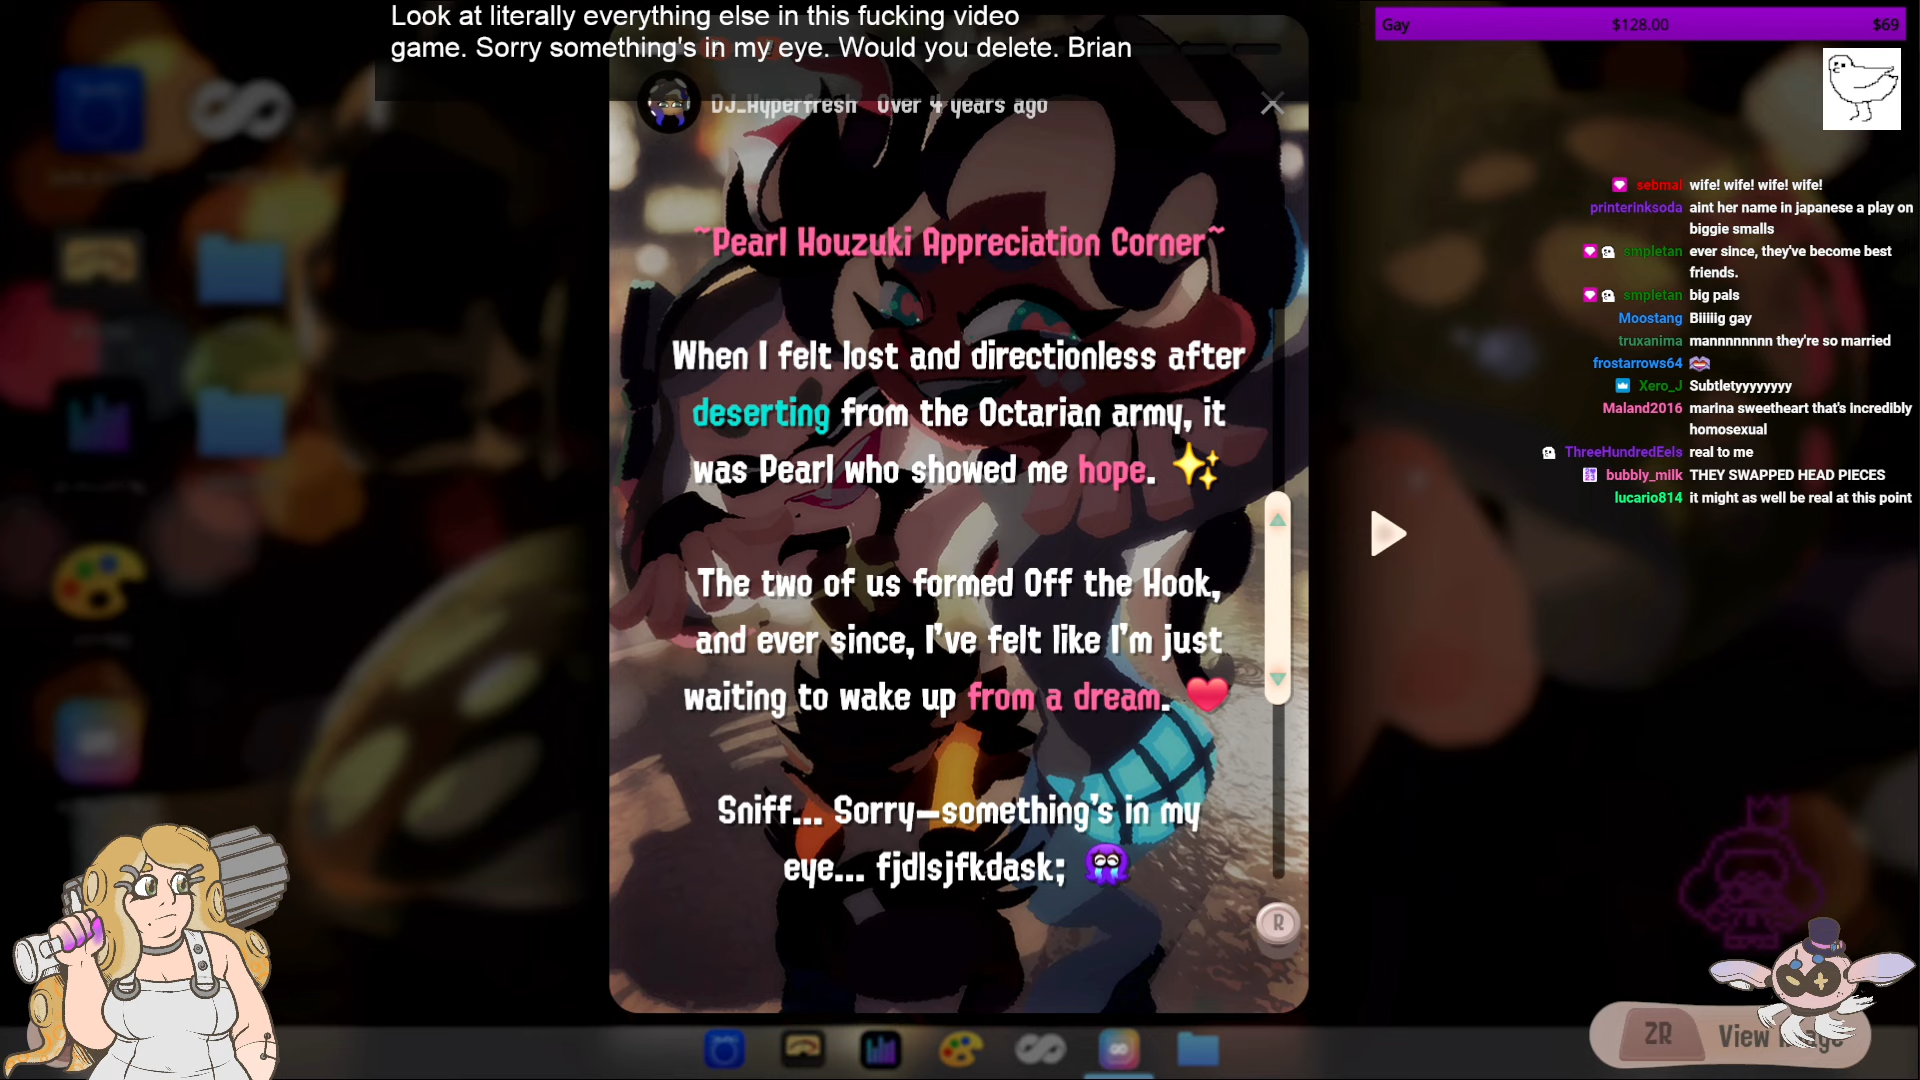 Look at literally everything else in this fucking video
game. Sorry something's in my eye. Would you delete. Brian
Gay $128.00 $69
DJ_Hyperfresh Over 4 years ago
~Pearl Houzuki Appreciation Corner~
When I felt lost and directionless after
deserting from the Octarian army, it
was Pearl who showed me hope. ✨
The two of us formed Off the Hook,
and ever since, I've felt like I'm just
waiting to wake up from a dream. ❤️
Sniff... Sorry—something's in my
eye... fjdlsjfkdask;
R
sebmal wife! wife! wife! wife!
printerinksoda aint her name in japanese a play on
biggie smalls
smpletan ever since, they've become best
friends.
smpletan big pals
Moostang Biiiiig gay
truxanima mannnnnnnn they're so married
frostarrows64
Xero_J Subtletyyyyyyyy
Maland2016 marina sweetheart that's incredibly
homosexual
ThreeHundredEels real to me
bubbly_milk THEY SWAPPED HEAD PIECES
lucario814 it might as well be real at this point
ZR View